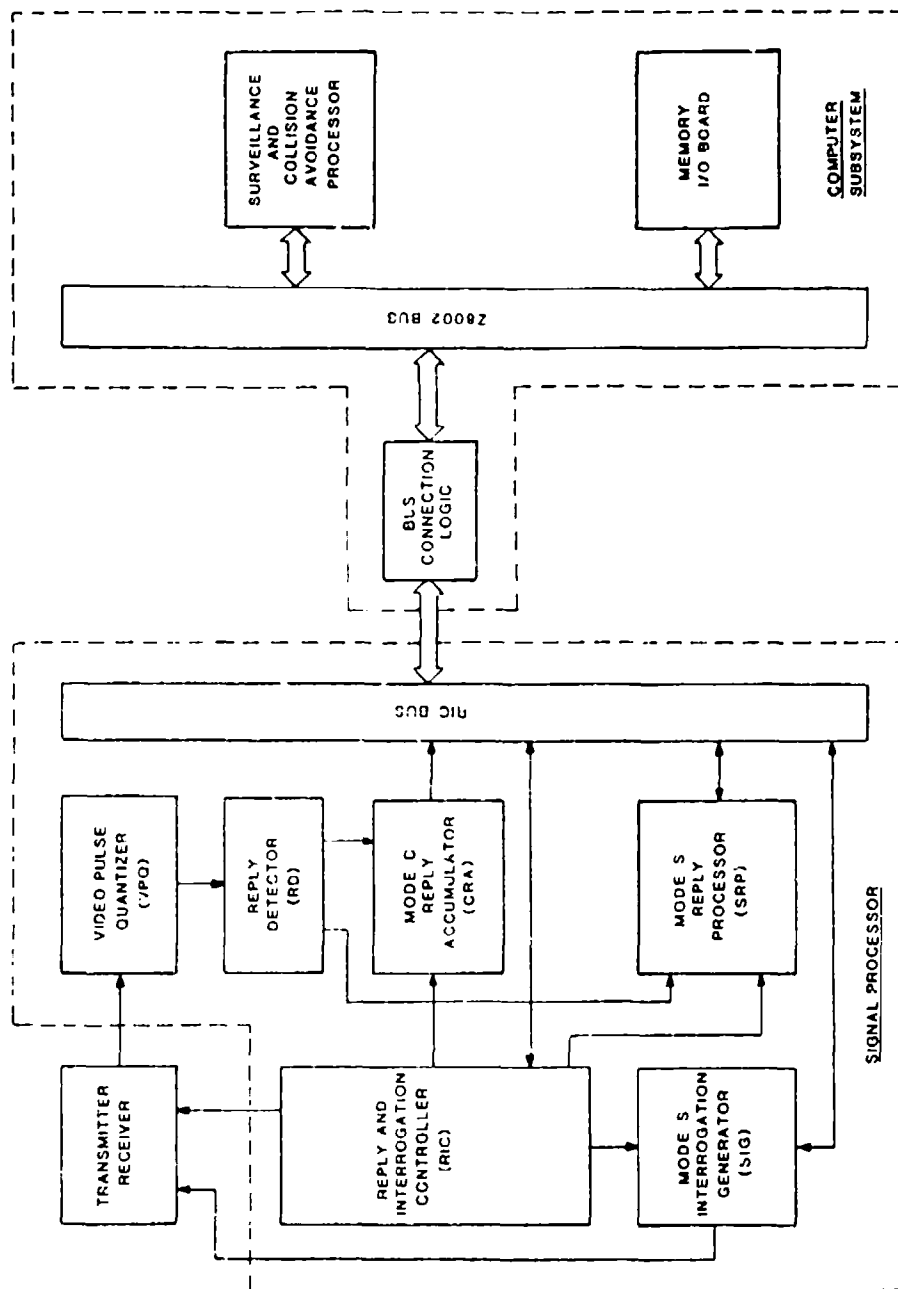 TRANSMITTER
RECEIVER
VIDEO PULSE
QUANTIZER
(VPQ)
REPLY
DETECTOR
(RD)
REPLY AND
INTERROGATION
CONTROLLER
(RIC)
MODE C
REPLY
ACCUMULATOR
(CRA)
MODE S
INTERROGATION
GENERATOR
(SIG)
MODE S
REPLY
PROCESSOR
(SRP)
SIGNAL PROCESSOR
RIC BUS
BUS
CONNECTION
LOGIC
Z8002 BUS
SURVEILLANCE
AND
COLLISION
AVOIDANCE
PROCESSOR
MEMORY
I/O BOARD
COMPUTER
SUBSYSTEM